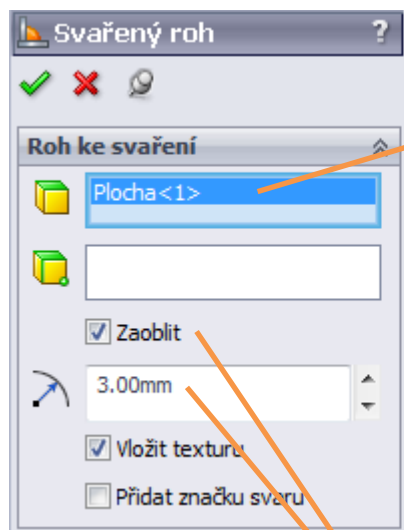 Svařený roh ?
Roh ke svaření
Plocha<1>
Zaoblit
3.00mm
Vložit texturu
Přidat značku svaru